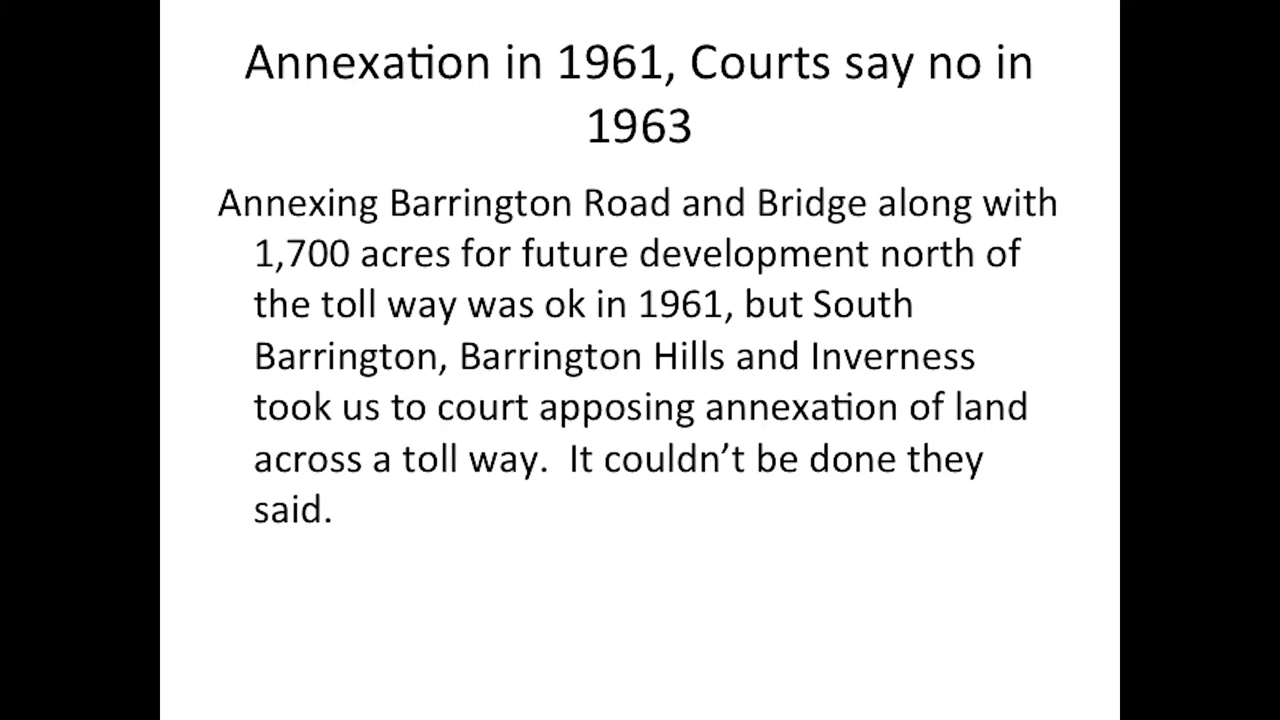 Annexation in 1961, Courts say no in
1963
Annexing Barrington Road and Bridge along with
1,700 acres for future development north of
the toll way was ok in 1961, but South
Barrington, Barrington Hills and Inverness
took us to court apposing annexation of land
across a toll way.  It couldn’t be done they
said.